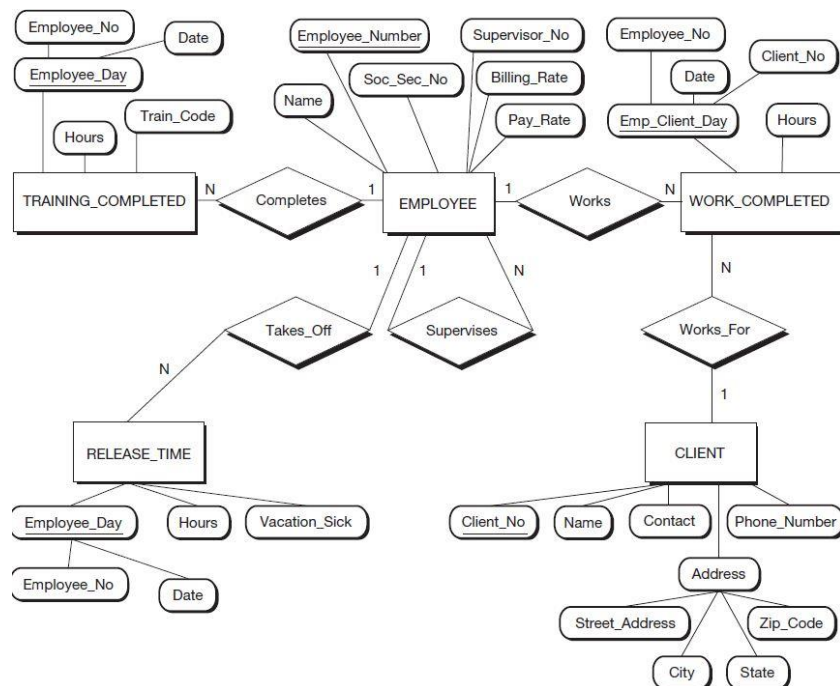 Employee_No
Date
Employee_Day
Hours
Train_Code
TRAINING_COMPLETED
N
Completes
1
Employee_Number
Supervisor_No
Soc_Sec_No
Billing_Rate
Name
Pay_Rate
EMPLOYEE
1
Works
N
Employee_No
Client_No
Date
Emp_Client_Day
Hours
WORK_COMPLETED
1
1
N
Takes_Off
Supervises
N
N
Works_For
1
RELEASE_TIME
Employee_Day
Hours
Vacation_Sick
Employee_No
Date
CLIENT
Client_No
Name
Contact
Phone_Number
Address
Street_Address
Zip_Code
City
State